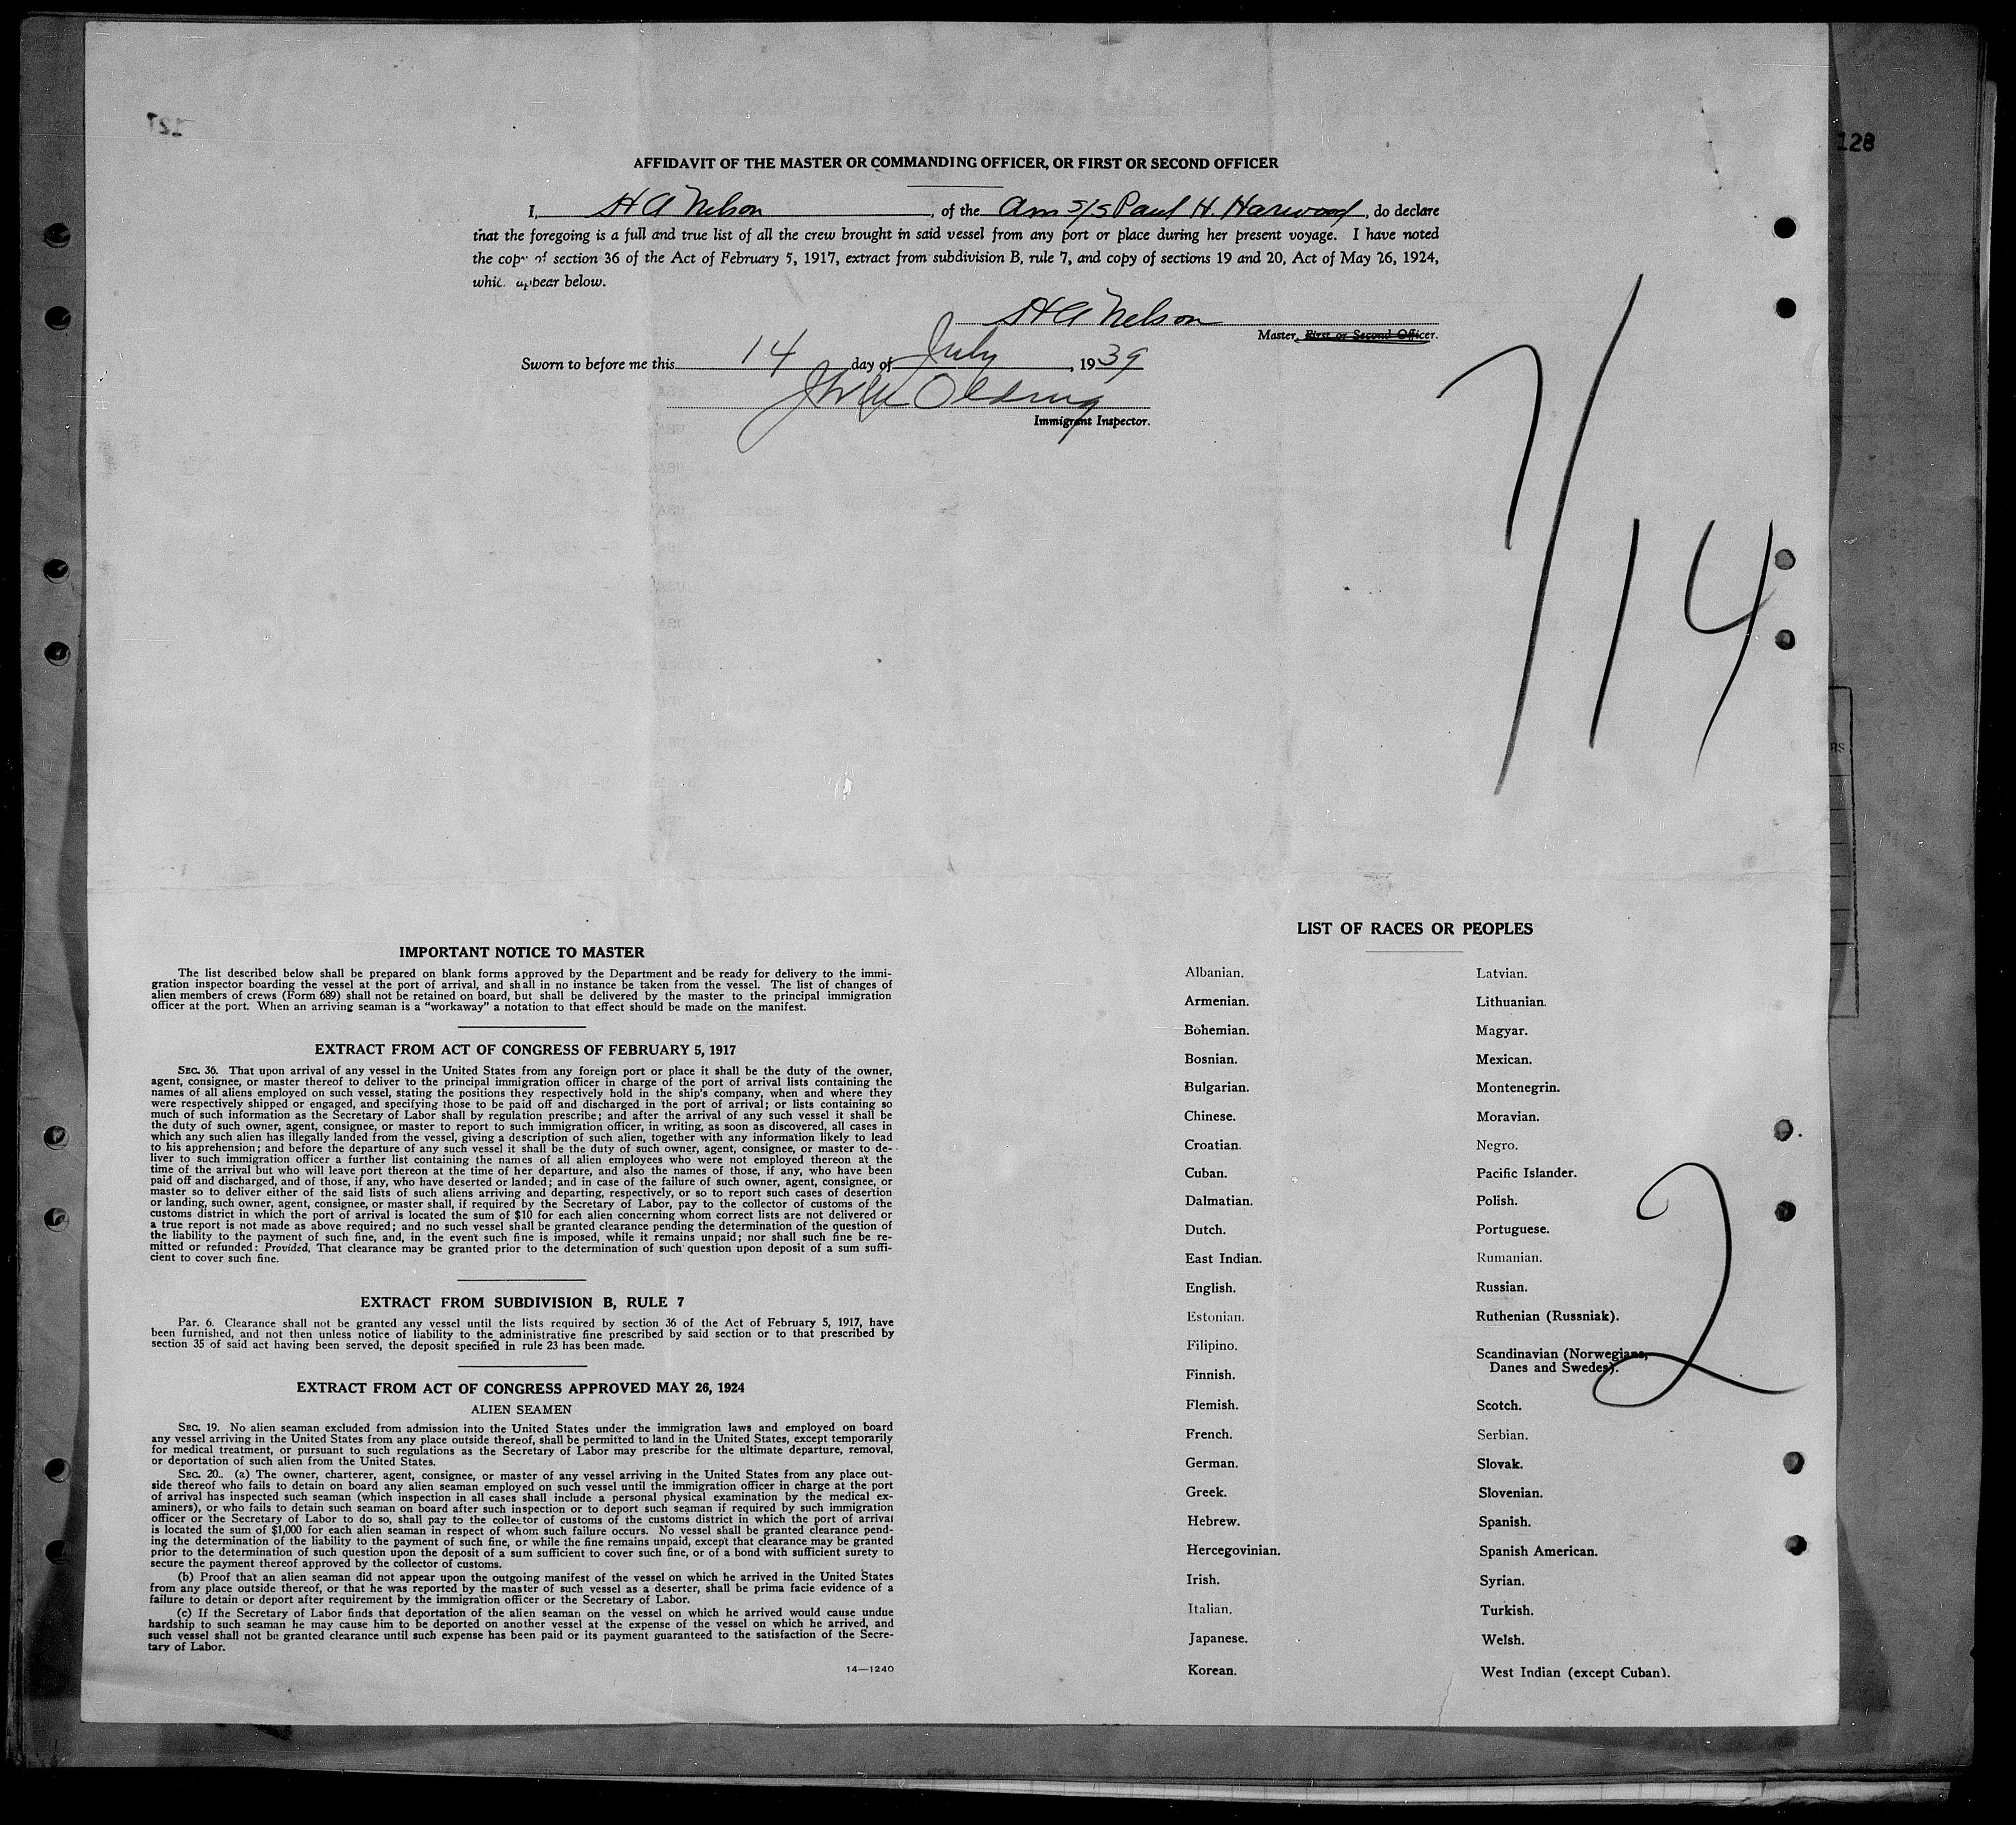 128
AFFIDAVIT OF THE MASTER OR COMMANDING OFFICER, OR FIRST OR SECOND OFFICER
I, H A Nelson, of the Am S/S Paul H. Harwood, do declare
that the foregoing is a full and true list of all the crew brought in said vessel from any port or place during her present voyage. I have noted
the copy of section 36 of the Act of February 5, 1917, extract from subdivision B, rule 7, and copy of sections 19 and 20, Act of May 26, 1924,
which appear below.
H A Nelson
Master, First or Second Officer.
Sworn to before me this 14 day of July, 1939
Immigrant Inspector.
7/14
IMPORTANT NOTICE TO MASTER
The list described below shall be prepared on blank forms approved by the Department and be ready for delivery to the immi-
gration inspector boarding the vessel at the port of arrival, and shall in no instance be taken from the vessel. The list of changes of
alien members of crews (Form 689) shall not be retained on board, but shall be delivered by the master to the principal immigration
officer at the port. When an arriving seaman is a "workaway" a notation to that effect should be made on the manifest.
EXTRACT FROM ACT OF CONGRESS OF FEBRUARY 5, 1917
SEC. 36. That upon arrival of any vessel in the United States from any foreign port or place it shall be the duty of the owner,
agent, consignee, or master thereof to deliver to the principal immigration officer in charge of the port of arrival lists containing the
names of all aliens employed on such vessel, stating the positions they respectively hold in the ship's company, when and where they
were respectively shipped or engaged, and specifying those to be paid off and discharged in the port of arrival; or lists containing so
much of such information as the Secretary of Labor shall by regulation prescribe; and after the arrival of any such vessel it shall be
the duty of such owner, agent, consignee, or master to report to such immigration officer, in writing, as soon as discovered, all cases in
which any such alien has illegally landed from the vessel, giving a description of such alien, together with any information likely to lead
to his apprehension; and before the departure of any such vessel it shall be the duty of such owner, agent, consignee, or master to de-
liver to such immigration officer a further list containing the names of all alien employees who were not employed thereon at the
time of the arrival but who will leave port thereon at the time of her departure, and also the names of those, if any, who have been
paid off and discharged, and of those, if any, who have deserted or landed; and in case of the failure of such owner, agent, consignee, or
master so to deliver either of the said lists of such aliens arriving and departing, respectively, or so to report such cases of desertion
or landing, such owner, agent, consignee, or master shall, if required by the Secretary of Labor, pay to the collector of customs of the
customs district in which the port of arrival is located the sum of $10 for each alien concerning whom correct lists are not delivered or
a true report is not made as above required; and no such vessel shall be granted clearance pending the determination of the question of
the liability to the payment of such fine, and, in the event such fine is imposed, while it remains unpaid; nor shall such fine be re-
mitted or refunded: Provided, That clearance may be granted prior to the determination of such question upon deposit of a sum suffi-
cient to cover such fine.
EXTRACT FROM SUBDIVISION B, RULE 7
Par. 6. Clearance shall not be granted any vessel until the lists required by section 36 of the Act of February 5, 1917, have
been furnished, and not then unless notice of liability to the administrative fine prescribed by said section or to that prescribed by
section 35 of said act having been served, the deposit specified in rule 23 has been made.
EXTRACT FROM ACT OF CONGRESS APPROVED MAY 26, 1924
ALIEN SEAMEN
SEC. 19. No alien seaman excluded from admission into the United States under the immigration laws and employed on board
any vessel arriving in the United States from any place outside thereof, shall be permitted to land in the United States, except temporarily
for medical treatment, or pursuant to such regulations as the Secretary of Labor may prescribe for the ultimate departure, removal,
or deportation of such alien from the United States.
SEC. 20. (a) The owner, charterer, agent, consignee, or master of any vessel arriving in the United States from any place out-
side thereof who fails to detain on board any alien seaman employed on such vessel until the immigration officer in charge at the port
of arrival has inspected such seaman (which inspection in all cases shall include a personal physical examination by the medical ex-
aminers), or who fails to detain such seaman on board after such inspection or to deport such seaman if required by such immigration
officer or the Secretary of Labor to do so, shall pay to the collector of customs of the customs district in which the port of arrival
is located the sum of $1,000 for each alien seaman in respect of whom such failure occurs. No vessel shall be granted clearance pend-
ing the determination of the liability to the payment of such fine, or while the fine remains unpaid, except that clearance may be granted
prior to the determination of such question upon the deposit of a sum sufficient to cover such fine, or of a bond with sufficient surety to
secure the payment thereof approved by the collector of customs.
(b) Proof that an alien seaman did not appear upon the outgoing manifest of the vessel on which he arrived in the United States
from any place outside thereof, or that he was reported by the master of such vessel as a deserter, shall be prima facie evidence of a
failure to detain or deport after requirement by the immigration officer or the Secretary of Labor.
(c) If the Secretary of Labor finds that deportation of the alien seaman on the vessel on which he arrived would cause undue
hardship to such seaman he may cause him to be deported on another vessel at the expense of the vessel on which he arrived, and
such vessel shall not be granted clearance until such expense has been paid or its payment guaranteed to the satisfaction of the Secre-
tary of Labor.
14—1240
LIST OF RACES OR PEOPLES
Albanian.
Armenian.
Bohemian.
Bosnian.
Bulgarian.
Chinese.
Croatian.
Cuban.
Dalmatian.
Dutch.
East Indian.
English.
Estonian.
Filipino.
Finnish.
Flemish.
French.
German.
Greek.
Hebrew.
Hercegovinian.
Irish.
Italian.
Japanese.
Korean.
Latvian.
Lithuanian.
Magyar.
Mexican.
Montenegrin.
Moravian.
Negro.
Pacific Islander.
Polish.
Portuguese.
Rumanian.
Russian.
Ruthenian (Russniak).
Scandinavian (Norwegians,
Danes and Swedes).
Scotch.
Serbian.
Slovak.
Slovenian.
Spanish.
Spanish American.
Syrian.
Turkish.
Welsh.
West Indian (except Cuban).
2